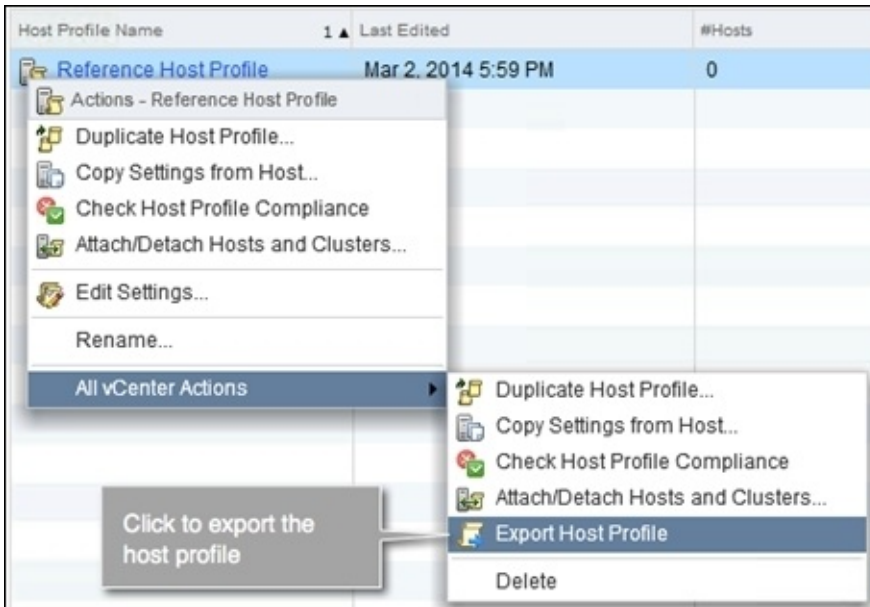 Host Profile Name 1 ▲ Last Edited #Hosts
Reference Host Profile Mar 2, 2014 5:59 PM 0
Actions - Reference Host Profile
Duplicate Host Profile...
Copy Settings from Host...
Check Host Profile Compliance
Attach/Detach Hosts and Clusters...
Edit Settings...
Rename...
All vCenter Actions
Duplicate Host Profile...
Copy Settings from Host...
Check Host Profile Compliance
Attach/Detach Hosts and Clusters...
Export Host Profile
Delete
Click to export the
host profile